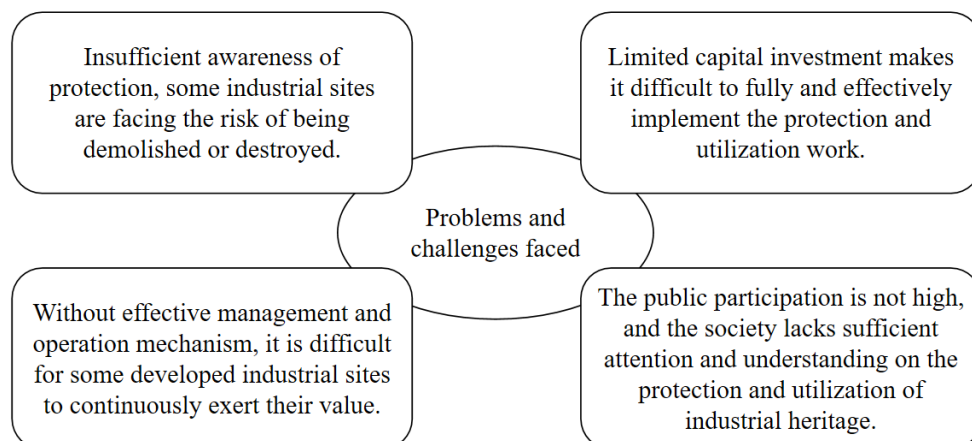 Insufficient awareness of
protection, some industrial sites
are facing the risk of being
demolished or destroyed.
Limited capital investment makes
it difficult to fully and effectively
implement the protection and
utilization work.
Problems and
challenges faced
Without effective management and
operation mechanism, it is difficult
for some developed industrial sites
to continuously exert their value.
The public participation is not high,
and the society lacks sufficient
attention and understanding on the
protection and utilization of
industrial heritage.